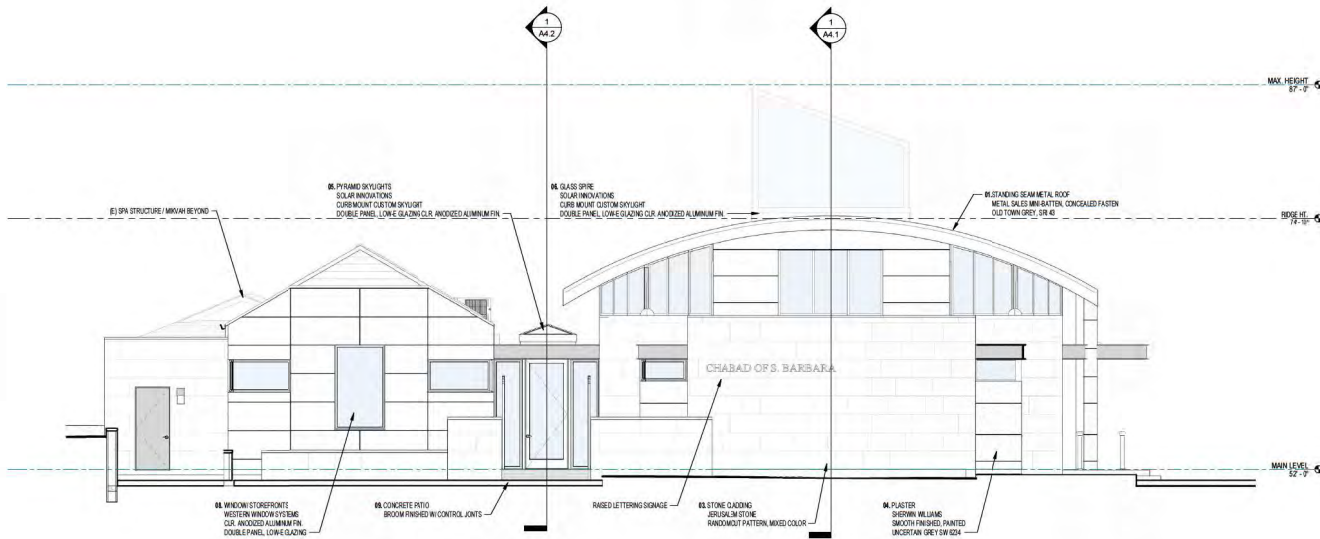 1
A4.2
1
A4.1
MAX. HEIGHT
87' - 0"
05. PYRAMID SKYLIGHTS
SOLAR INNOVATIONS
CURB MOUNT CUSTOM SKYLIGHT
DOUBLE PANEL, LOW-E GLAZING CLR. ANODIZED ALUMINUM FIN.
06. GLASS SPIRE
SOLAR INNOVATIONS
CURB MOUNT CUSTOM SKYLIGHT
DOUBLE PANEL, LOW-E GLAZING CLR. ANODIZED ALUMINUM FIN.
01. STANDING SEAM METAL ROOF
METAL SALES MINI-BATTEN, CONCEALED FASTEN
OLD TOWN GREY, SRI 43
(E) SPA STRUCTURE / MIKVAH BEYOND
RIDGE HT.
CHABAD OF S. BARBARA
MAIN LEVEL
52' - 0"
08. WINDOW/ STOREFRONTS
WESTERN WINDOW SYSTEMS
CLR. ANODIZED ALUMINUM FIN.
DOUBLE PANEL, LOW-E GLAZING
09. CONCRETE PATIO
BROOM FINISHED W/ CONTROL JONTS
RAISED LETTERING SIGNAGE
03. STONE CLADDING
JERUSALEM STONE
RANDOMCUT PATTERN, MIXED COLOR
04. PLASTER
SHERWIN WILLIAMS
SMOOTH FINISHED, PAINTED
UNCERTAIN GREY SW 6234